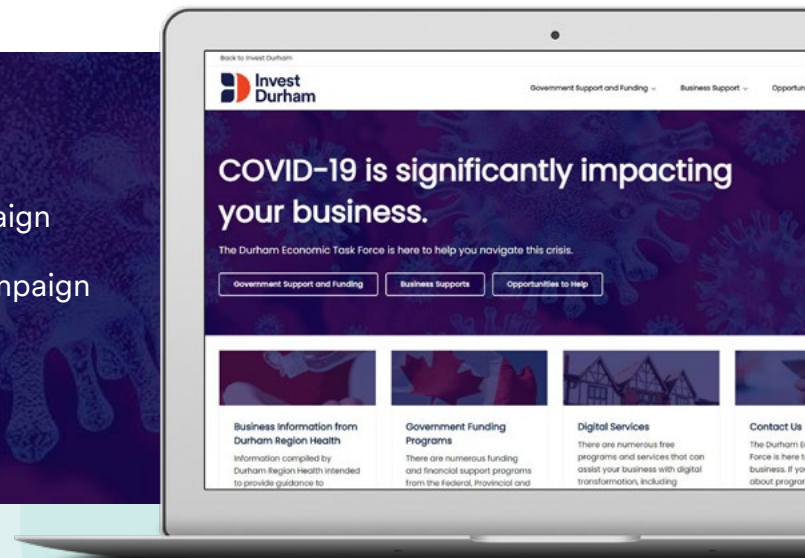 aign
mpaign
Back to Invest Durham
Invest
Durham
Government Support and Funding
Business Support
Opportun
COVID-19 is significantly impacting
your business.
The Durham Economic Task Force is here to help you navigate this crisis.
Government Support and Funding
Business Supports
Opportunities to Help
Business Information from
Durham Region Health
Information compiled by
Durham Region Health intended
to provide guidance to
Government Funding
Programs
There are numerous funding
and financial support programs
from the Federal, Provincial and
Digital Services
There are numerous free
programs and services that can
assist your business with digital
transformation, including
Contact Us
The Durham Ec
Force is here to
business. If you
about program